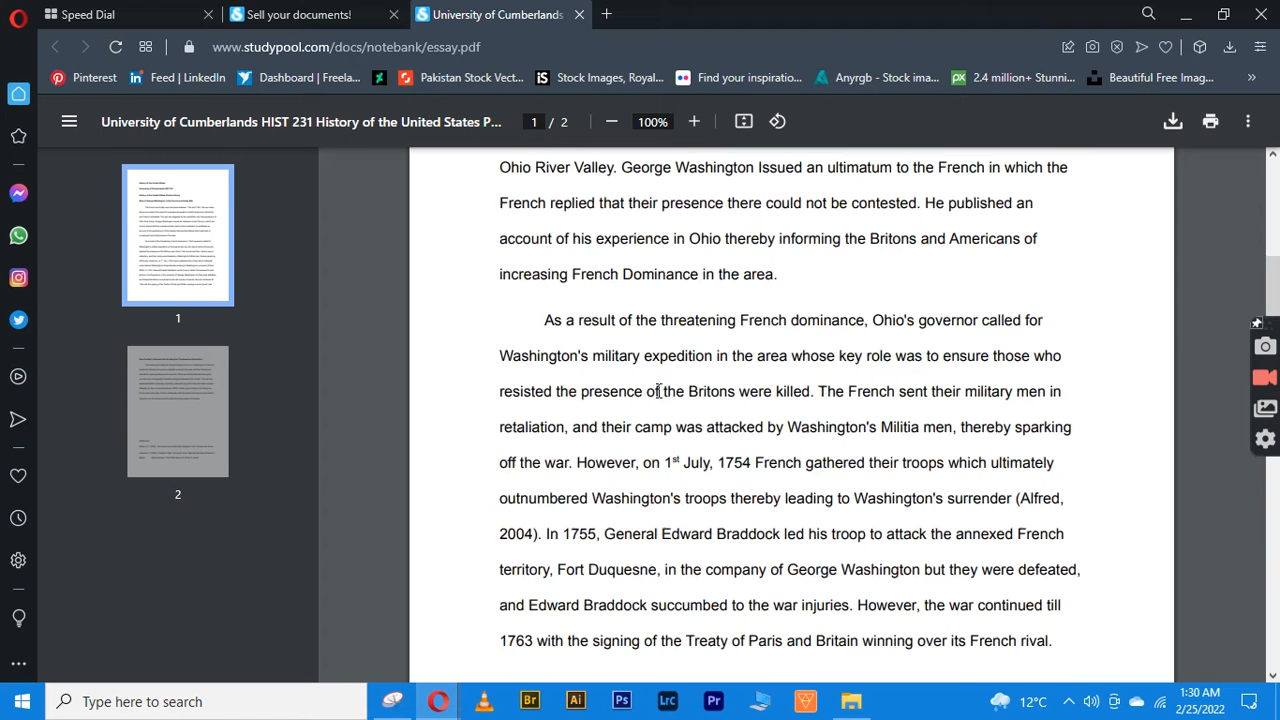 Speed Dial
Sell your documents!
University of Cumberlands
www.studypool.com/docs/notebank/essay.pdf
Pinterest
Feed | LinkedIn
Dashboard | Freela...
Pakistan Stock Vect...
iS
Stock Images, Royal...
Find your inspiratio...
Anyrgb - Stock ima...
px
2.4 million+ Stunni...
Beautiful Free Imag...
University of Cumberlands HIST 231 History of the United States P...
1 / 2
100%
Ohio River Valley. George Washington Issued an ultimatum to the French in which the
French replied that their presence there could not be contested. He published an
account of his experience in Ohio thereby informing the Britons and Americans of
increasing French Dominance in the area.
As a result of the threatening French dominance, Ohio's governor called for
Washington's military expedition in the area whose key role was to ensure those who
resisted the presence of the Britons were killed. The French sent their military men in
retaliation, and their camp was attacked by Washington's Militia men, thereby sparking
off the war. However, on 1st July, 1754 French gathered their troops which ultimately
outnumbered Washington's troops thereby leading to Washington's surrender (Alfred,
2004). In 1755, General Edward Braddock led his troop to attack the annexed French
territory, Fort Duquesne, in the company of George Washington but they were defeated,
and Edward Braddock succumbed to the war injuries. However, the war continued till
1763 with the signing of the Treaty of Paris and Britain winning over its French rival.
1
2
Type here to search
Br
Ai
Ps
Lrc
Pr
12°C
1:30 AM
2/25/2022